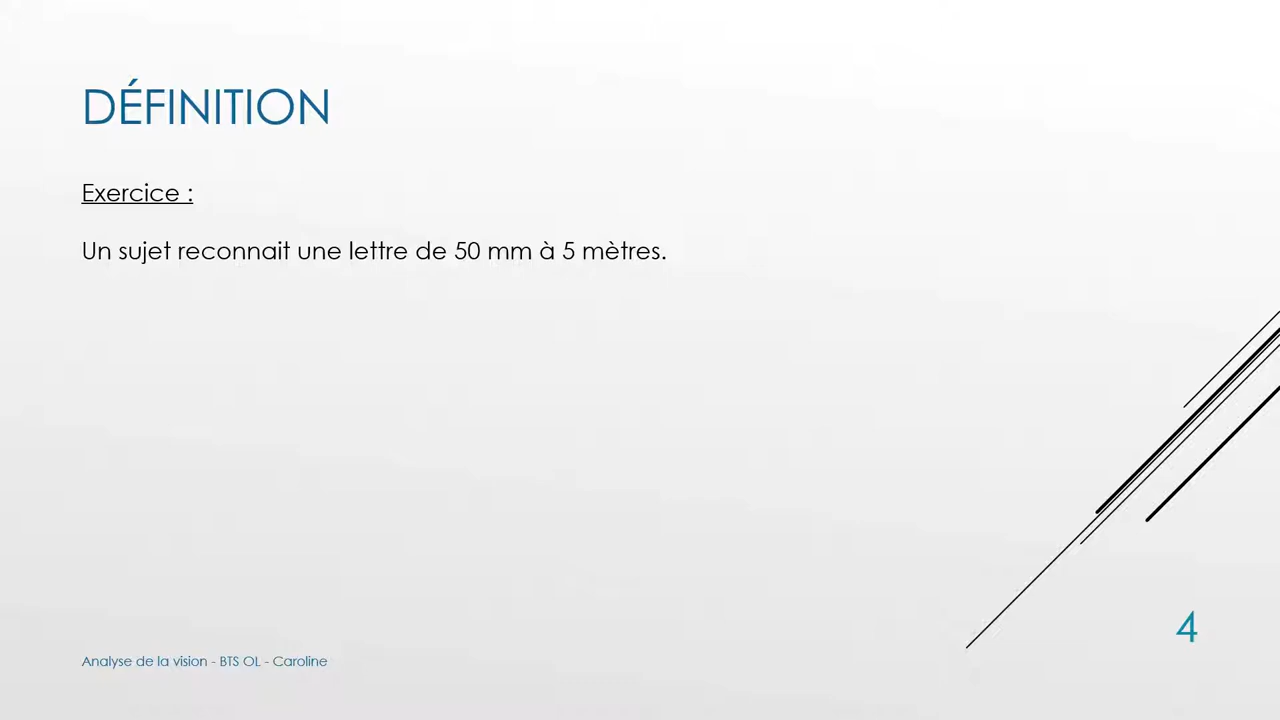 DÉFINITION
Exercice :
Un sujet reconnait une lettre de 50 mm à 5 mètres.
4
Analyse de la vision - BTS OL - Caroline